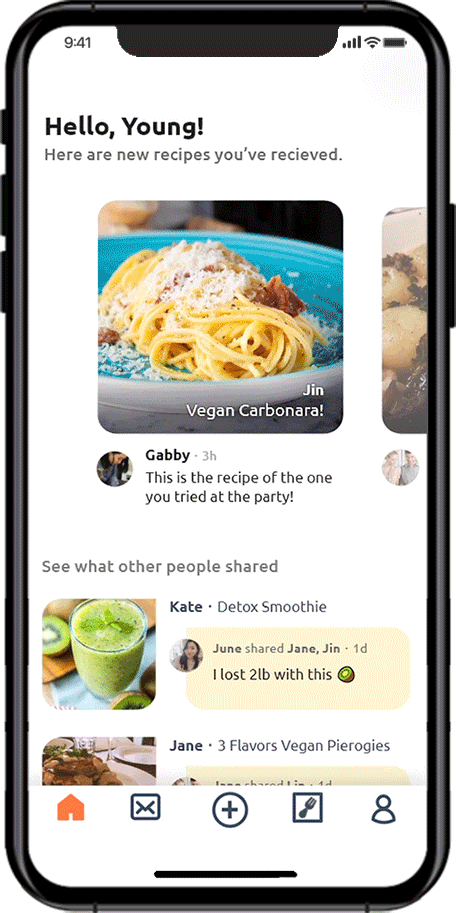 9:41
Hello, Young!
Here are new recipes you've recieved.
Jin
Vegan Carbonara!
Gabby · 3h
This is the recipe of the one
you tried at the party!
See what other people shared
Kate · Detox Smoothie
June shared Jane, Jin · 1d
I lost 2lb with this 🥝
Jane · 3 Flavors Vegan Pierogies
shared
1d